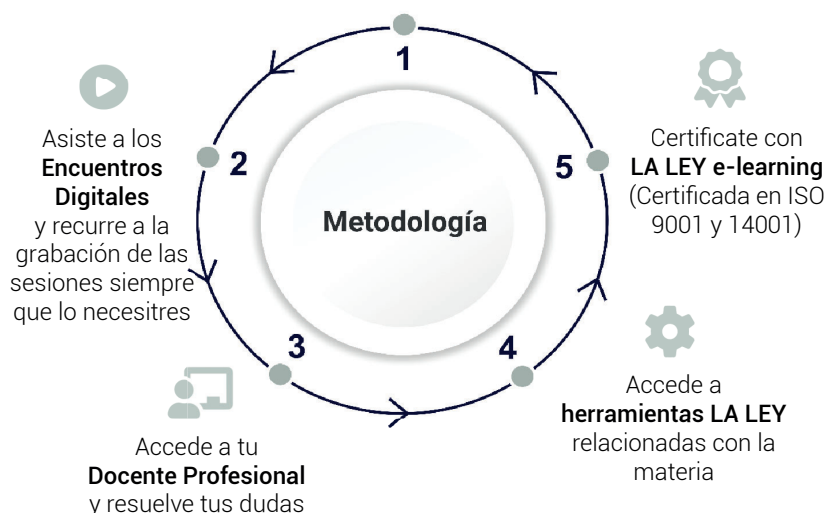 1
Asiste a los
Encuentros
Digitales
y recurre a la
grabación de las
sesiones siempre
que lo necesitres
2
Metodología
5
Certificate con
LA LEY e-learning
(Certificada en ISO
9001 y 14001)
3
Accede a tu
Docente Profesional
y resuelve tus dudas
4
Accede a
herramientas LA LEY
relacionadas con la
materia